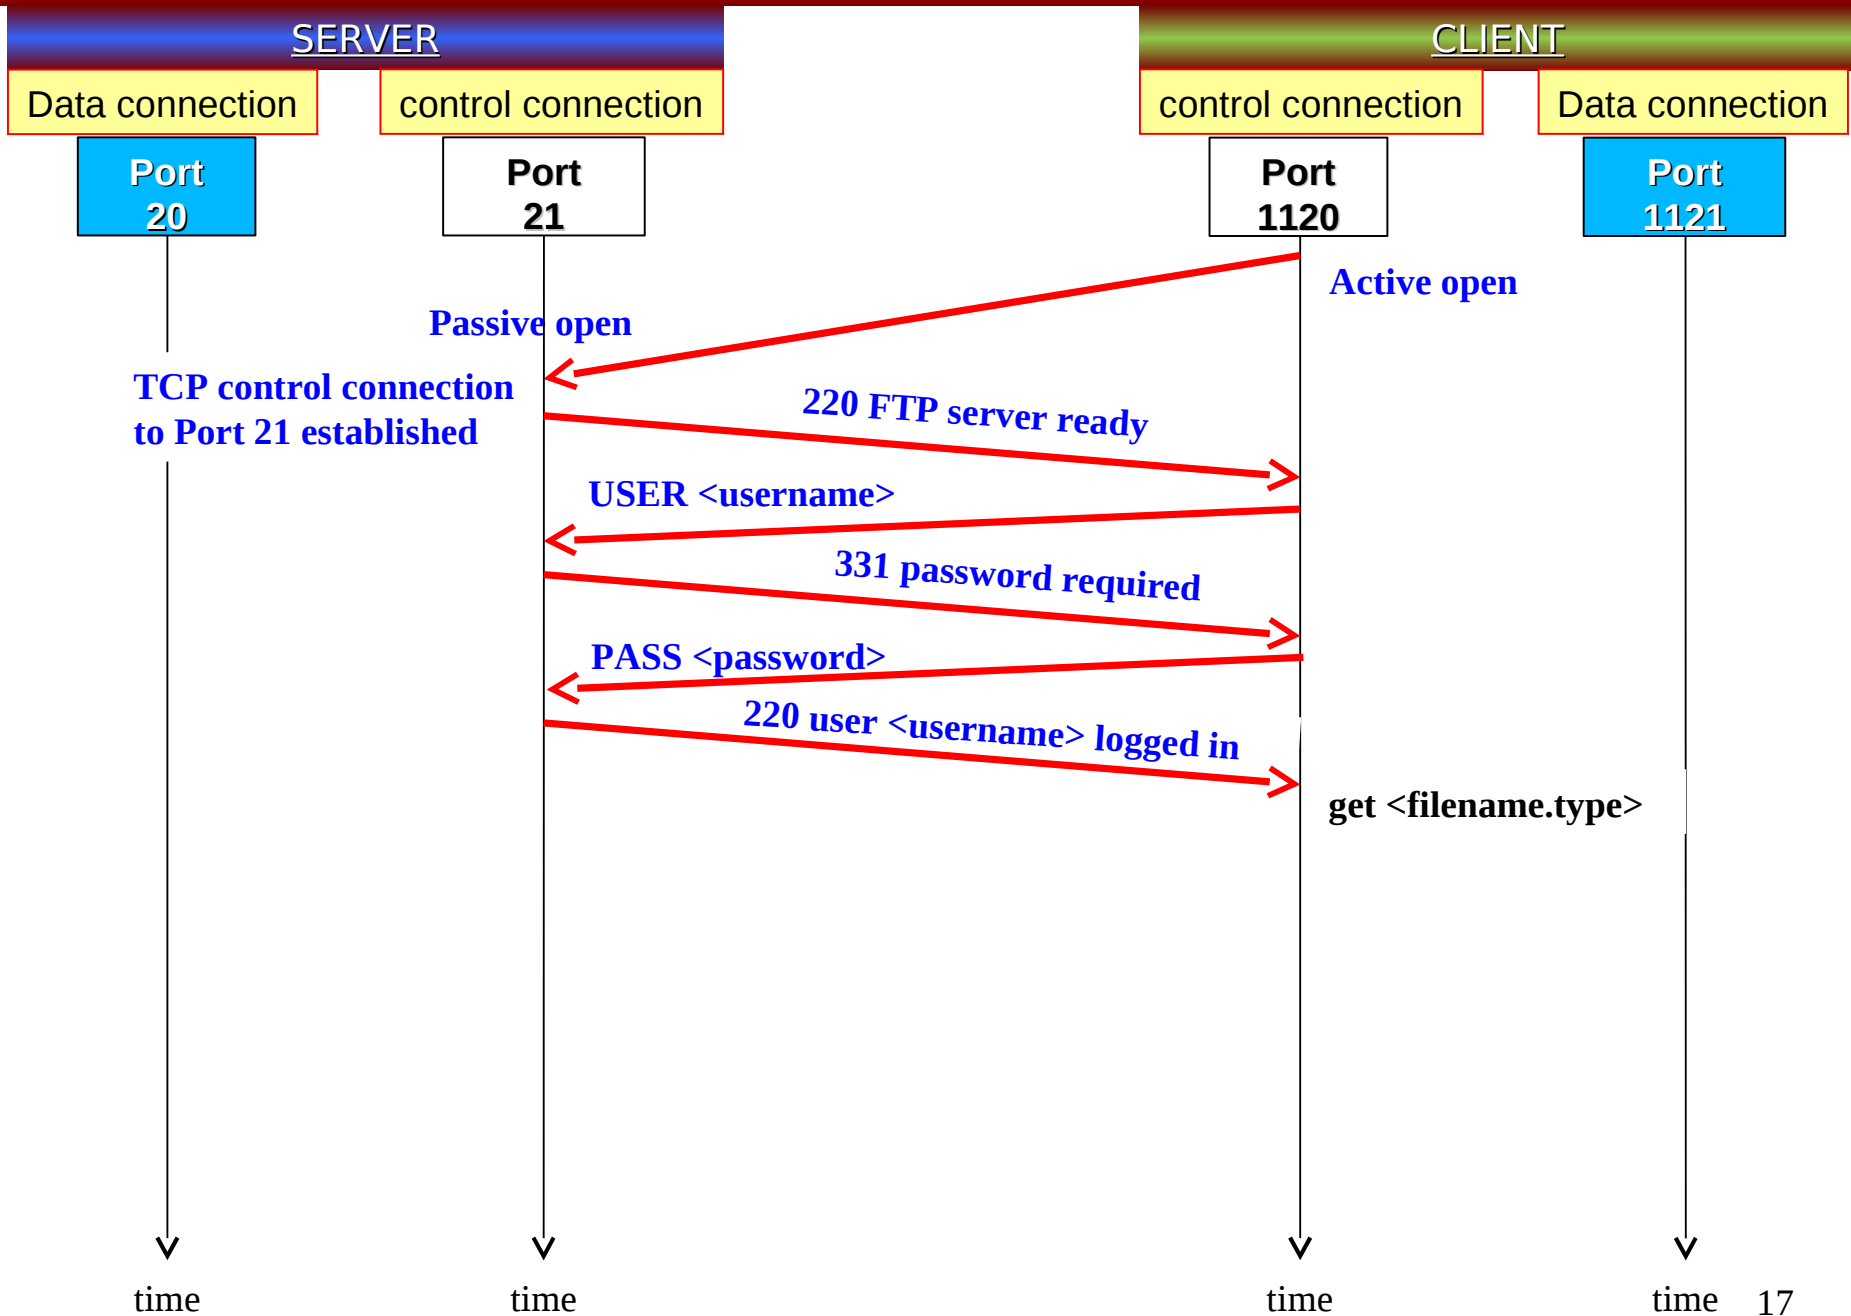 SERVER
CLIENT
Data connection
control connection
control connection
Data connection
Port
20
Port
21
Port
1120
Port
1121
Active open
Passive open
TCP control connection
to Port 21 established
220 FTP server ready
USER <username>
331 password required
PASS <password>
220 user <username> logged in
get <filename.type>
time
time
time
time
17